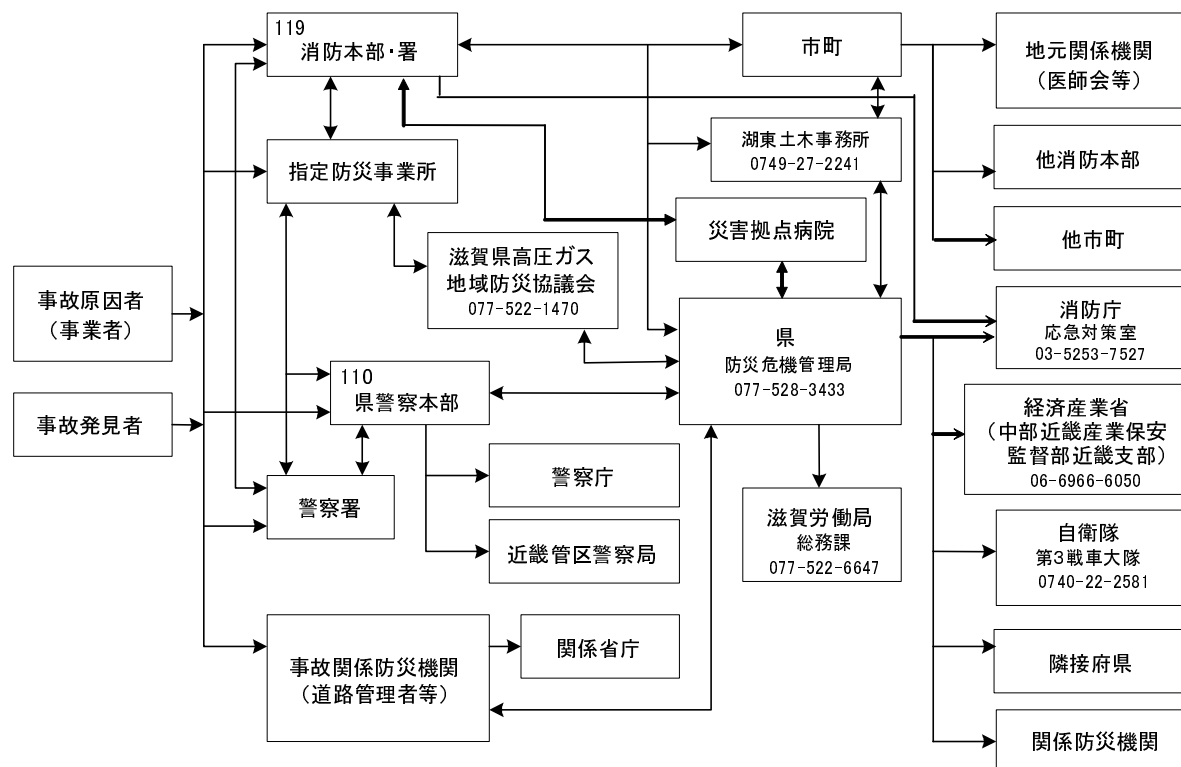 119
消防本部・署
市町
地元関係機関
（医師会等）
指定防災事業所
湖東土木事務所
0749-27-2241
他消防本部
災害拠点病院
他市町
滋賀県高圧ガス
地域防災協議会
077-522-1470
事故原因者
（事業者）
県
防災危機管理局
077-528-3433
消防庁
応急対策室
03-5253-7527
110
県警察本部
事故発見者
経済産業省
（中部近畿産業保安
監督部近畿支部）
06-6966-6050
警察署
警察庁
滋賀労働局
総務課
077-522-6647
近畿管区警察局
自衛隊
第3戦車大隊
0740-22-2581
事故関係防災機関
（道路管理者等）
関係省庁
隣接府県
関係防災機関